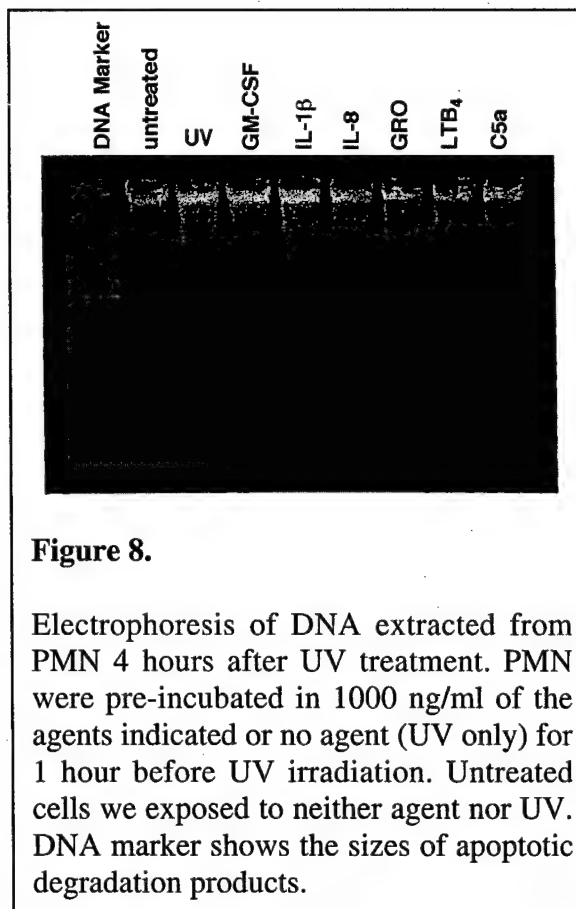 DNA Marker
untreated
UV
GM-CSF
IL-1β
IL-8
GRO
LTB₄
C5a
Figure 8.
Electrophoresis of DNA extracted from
PMN 4 hours after UV treatment. PMN
were pre-incubated in 1000 ng/ml of the
agents indicated or no agent (UV only) for
1 hour before UV irradiation. Untreated
cells we exposed to neither agent nor UV.
DNA marker shows the sizes of apoptotic
degradation products.